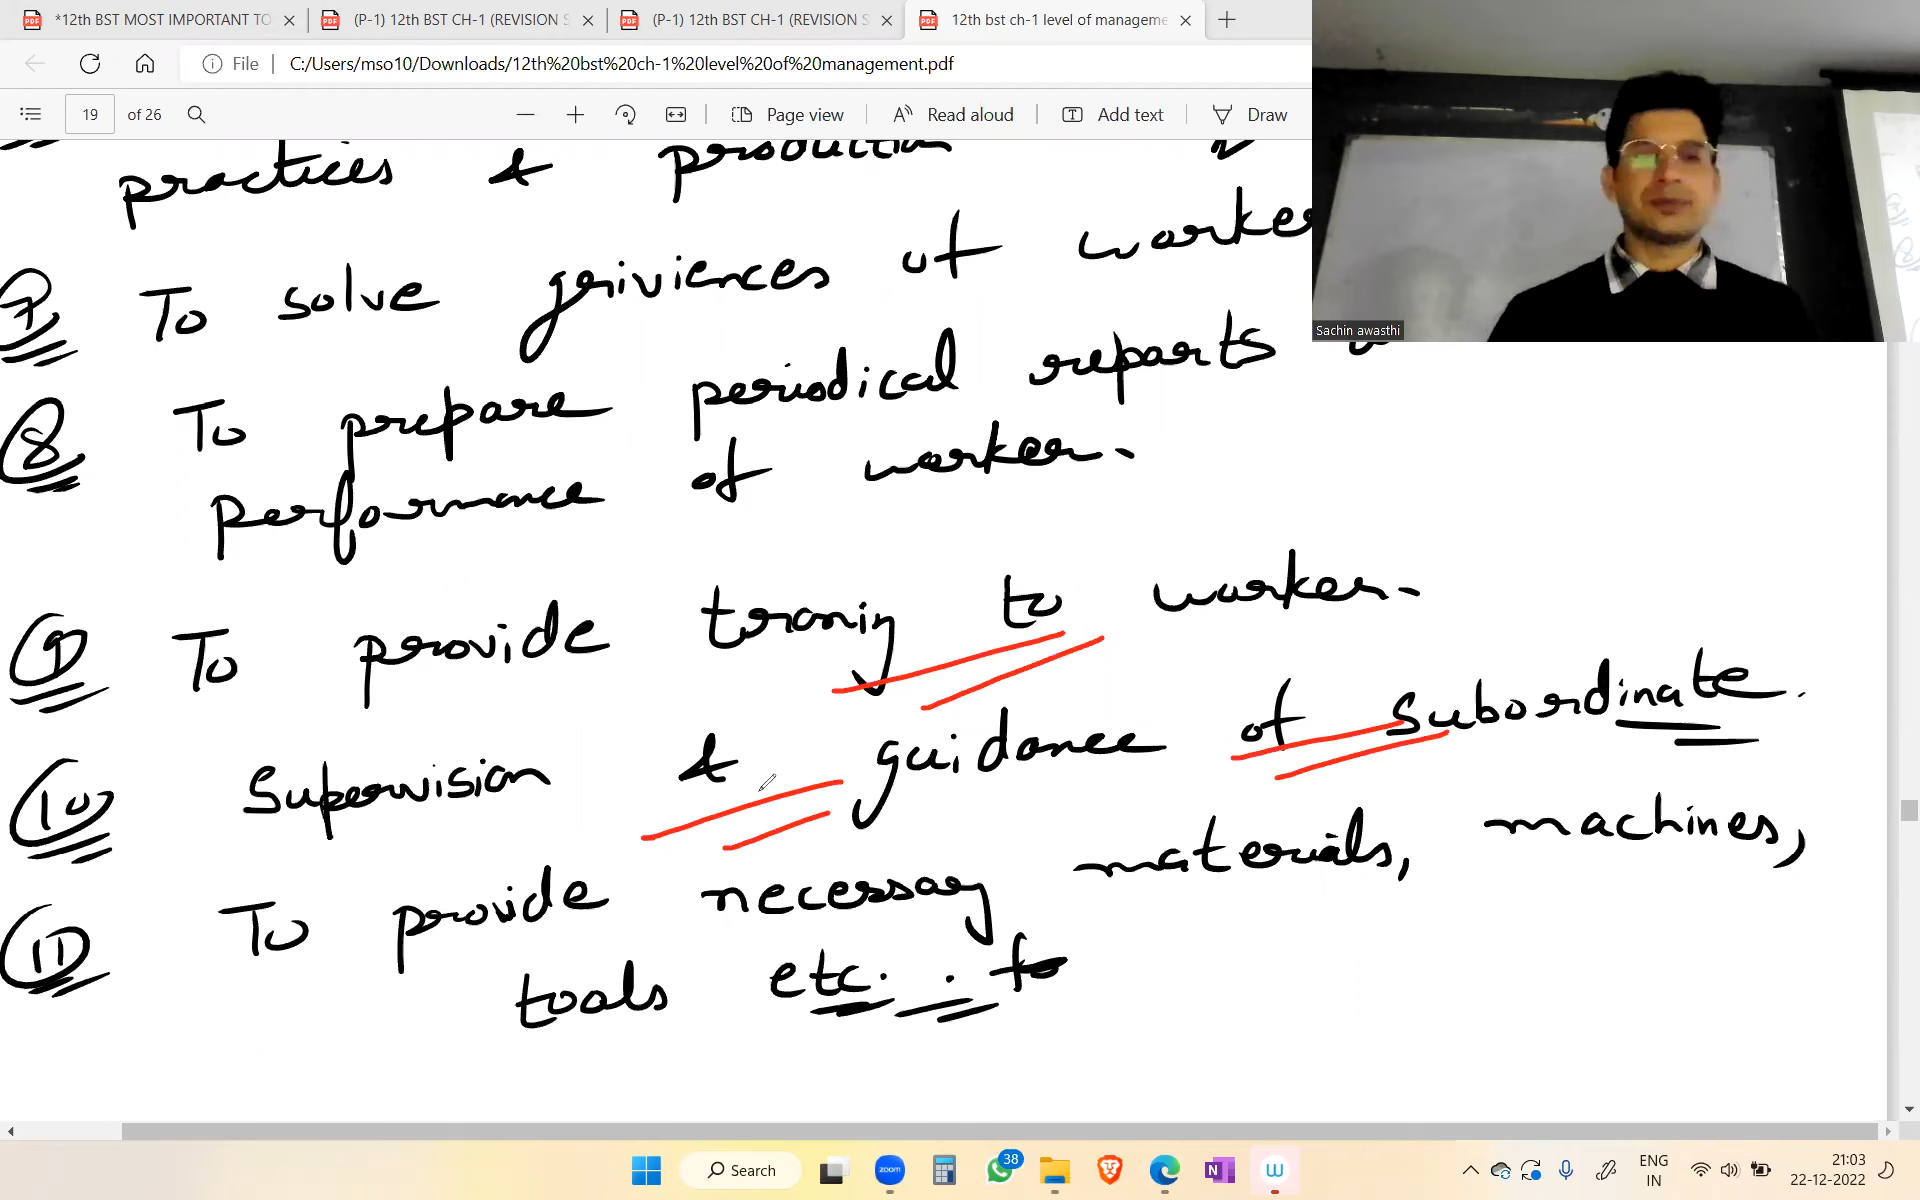 *12th BST MOST IMPORTANT TO
(P-1) 12th BST CH-1 (REVISION S
(P-1) 12th BST CH-1 (REVISION S
12th bst ch-1 level of manageme
File
C:/Users/mso10/Downloads/12th%20bst%20ch-1%20level%20of%20management.pdf
19 of 26
Page view
Read aloud
Add text
Draw
Sachin awasthi
practices & production
7 To solve griviences of worker
8 To prepare periodical reports
performance of worker.
9 To provide traniy to worker.
10 Supervision & guidance of Subordinate.
11 To provide necessary materials, machines,
tools etc.
Search
zoom
38
N
W
ENG
IN
21:03
22-12-2022